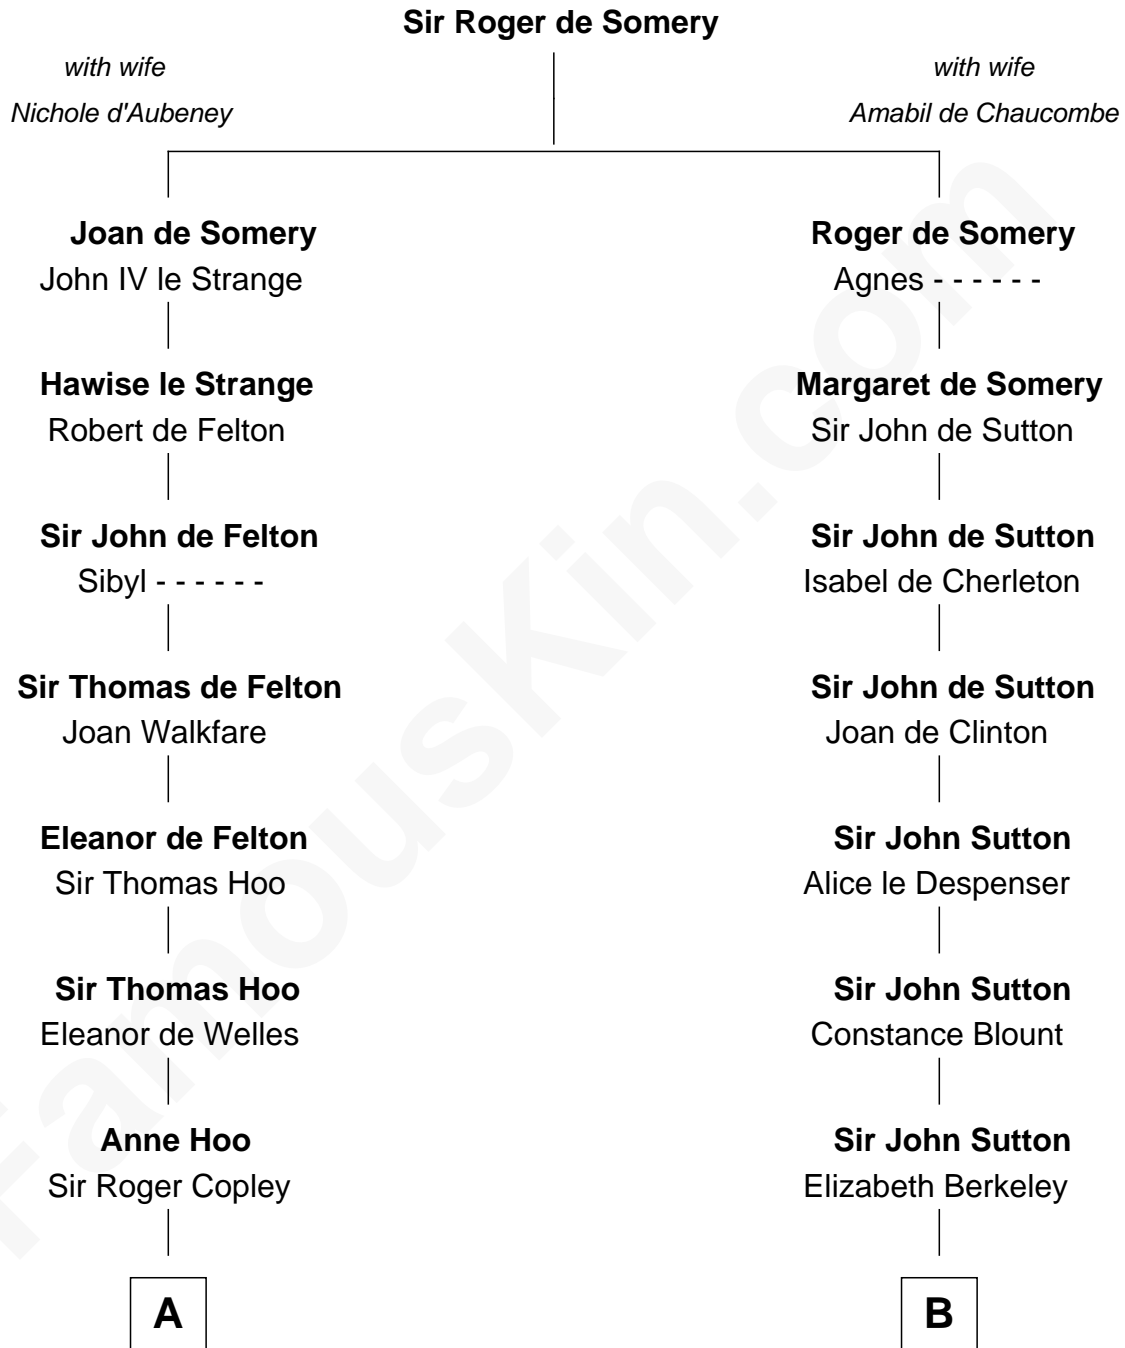 Sir Roger de Somery
with wife
Nichole d'Aubeney
with wife
Amabil de Chaucombe
Joan de Somery
John IV le Strange
Hawise le Strange
Robert de Felton
Sir John de Felton
Sibyl - - - - - -
Sir Thomas de Felton
Joan Walkfare
Eleanor de Felton
Sir Thomas Hoo
Sir Thomas Hoo
Eleanor de Welles
Anne Hoo
Sir Roger Copley
A
Roger de Somery
Agnes - - - - - -
Margaret de Somery
Sir John de Sutton
Sir John de Sutton
Isabel de Cherleton
Sir John de Sutton
Joan de Clinton
Sir John Sutton
Alice le Despenser
Sir John Sutton
Constance Blount
Sir John Sutton
Elizabeth Berkeley
B
FamousKin.com